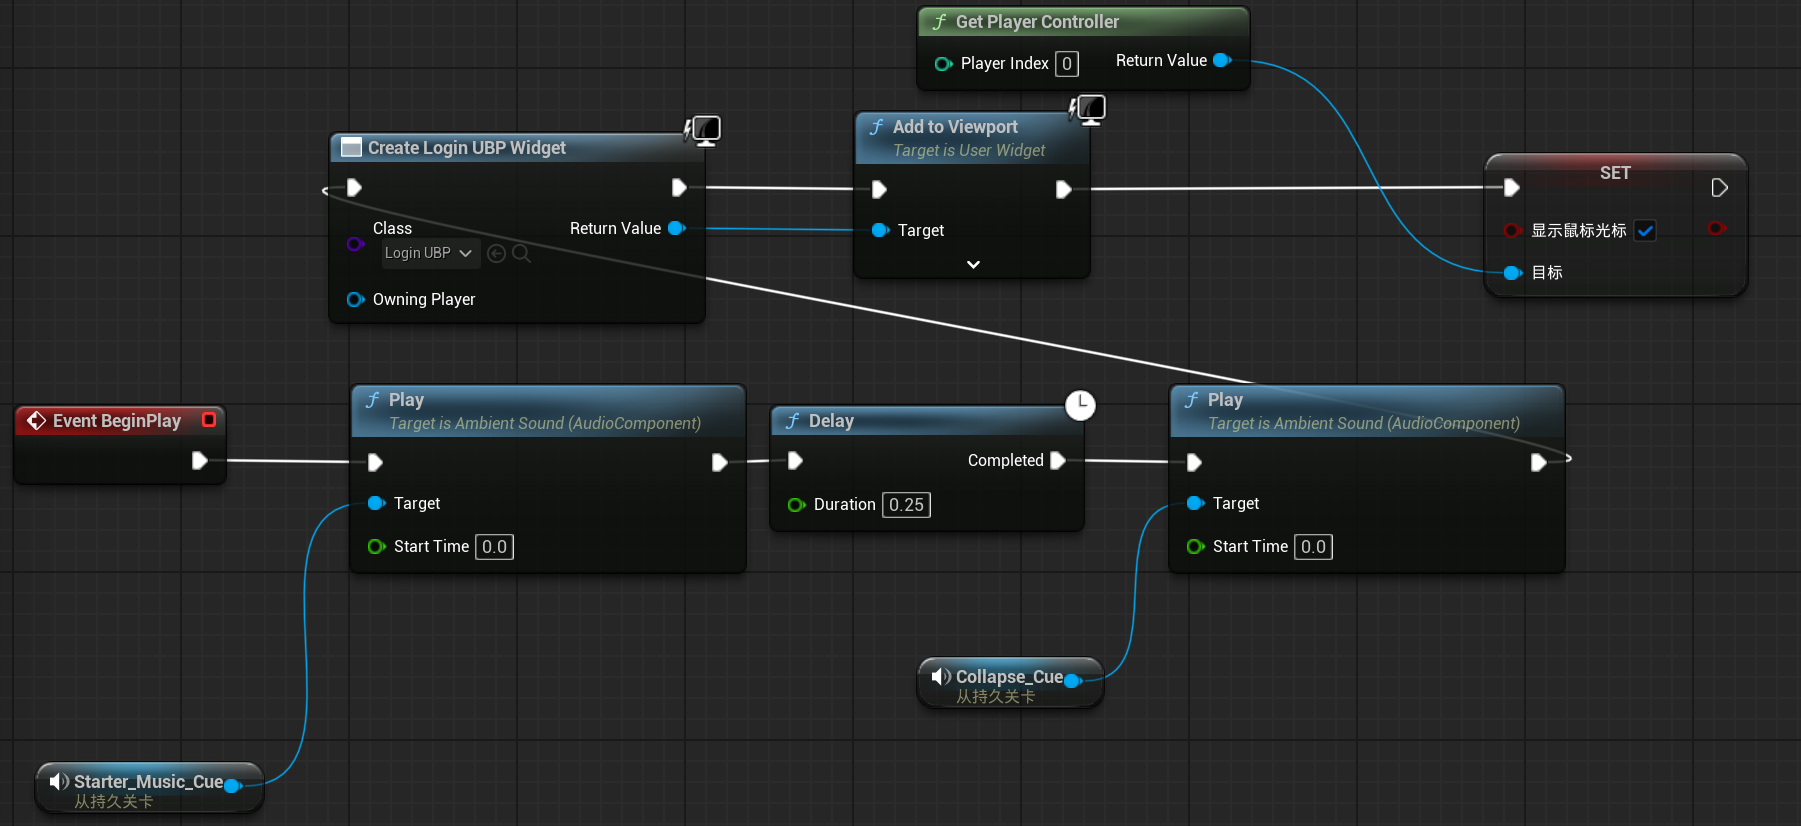 Get Player Controller
Player Index 0
Return Value
Create Login UBP Widget
Class
Login UBP
Return Value
Owning Player
Add to Viewport
Target is User Widget
Target
SET
显示鼠标光标
目标
Event BeginPlay
Play
Target is Ambient Sound (AudioComponent)
Target
Start Time 0.0
Delay
Completed
Duration 0.25
Play
Target is Ambient Sound (AudioComponent)
Target
Start Time 0.0
Collapse_Cue
从持久关卡
Starter_Music_Cue
从持久关卡